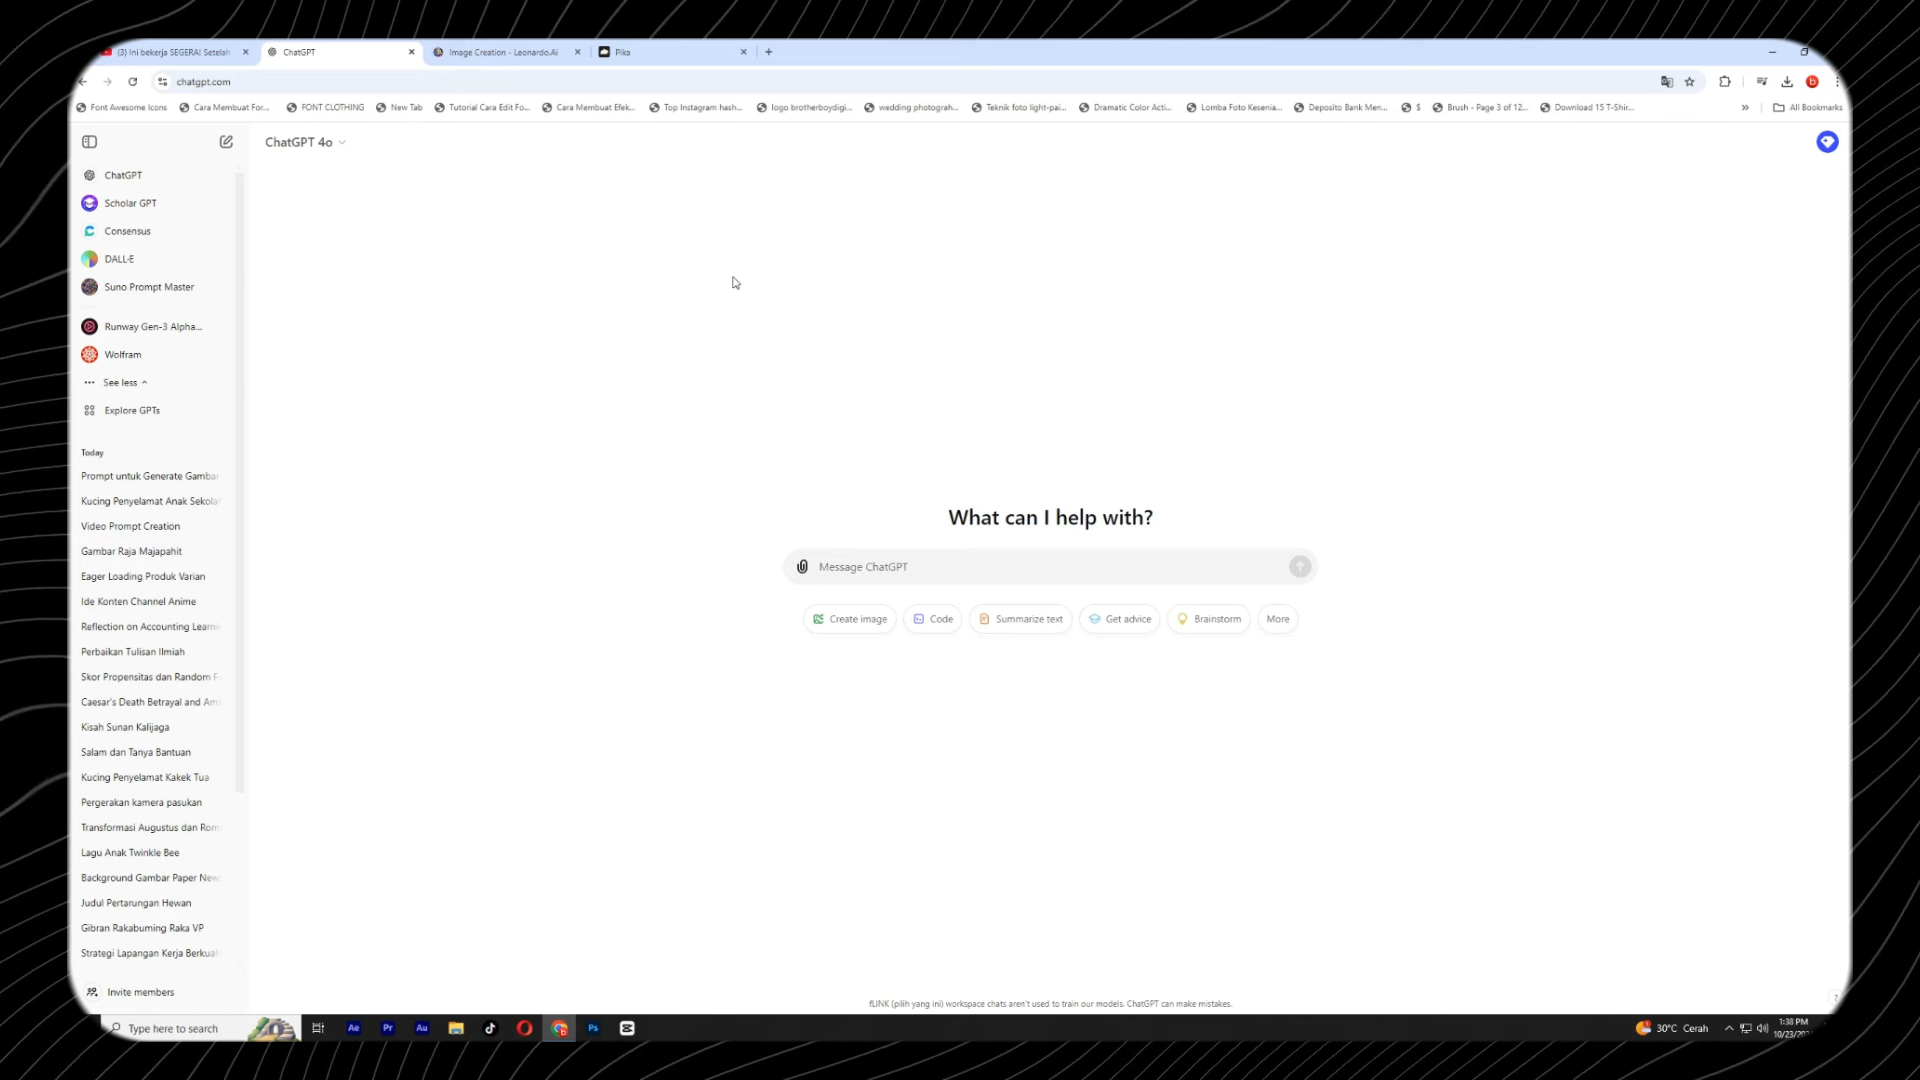 (3) Ini bekerja SEGERA! Setelah
ChatGPT
Image Creation - Leonardo.Ai
Pika
chatgpt.com
Font Awesome Icons
Cara Membuat For...
FONT CLOTHING
New Tab
Tutorial Cara Edit Fo...
Cara Membuat Efek...
Top Instagram hash...
logo brotherboydigi...
wedding photograh...
Teknik foto light-pai...
Dramatic Color Acti...
Lomba Foto Kesenia...
Deposito Bank Men...
$
Brush - Page 3 of 12...
Download 15 T-Shir...
»
All Bookmarks
ChatGPT 4o
ChatGPT
Scholar GPT
Consensus
DALL·E
Suno Prompt Master
Runway Gen-3 Alpha...
Wolfram
See less
Explore GPTs
Today
Prompt untuk Generate Gambar
Kucing Penyelamat Anak Sekolah
Video Prompt Creation
Gambar Raja Majapahit
Eager Loading Produk Varian
Ide Konten Channel Anime
Reflection on Accounting Learni
Perbaikan Tulisan Ilmiah
Skor Propensitas dan Random F
Caesar's Death Betrayal and Am
Kisah Sunan Kalijaga
Salam dan Tanya Bantuan
Kucing Penyelamat Kakek Tua
Pergerakan kamera pasukan
Transformasi Augustus dan Rom
Lagu Anak Twinkle Bee
Background Gambar Paper New
Judul Pertarungan Hewan
Gibran Rakabuming Raka VP
Strategi Lapangan Kerja Berkual
Invite members
What can I help with?
Message ChatGPT
Create image
Code
Summarize text
Get advice
Brainstorm
More
fLINK (pilih yang ini) workspace chats aren't used to train our models. ChatGPT can make mistakes.
?
Type here to search
Ae
Pr
Au
Ps
30°C Cerah
1:38 PM
10/23/20